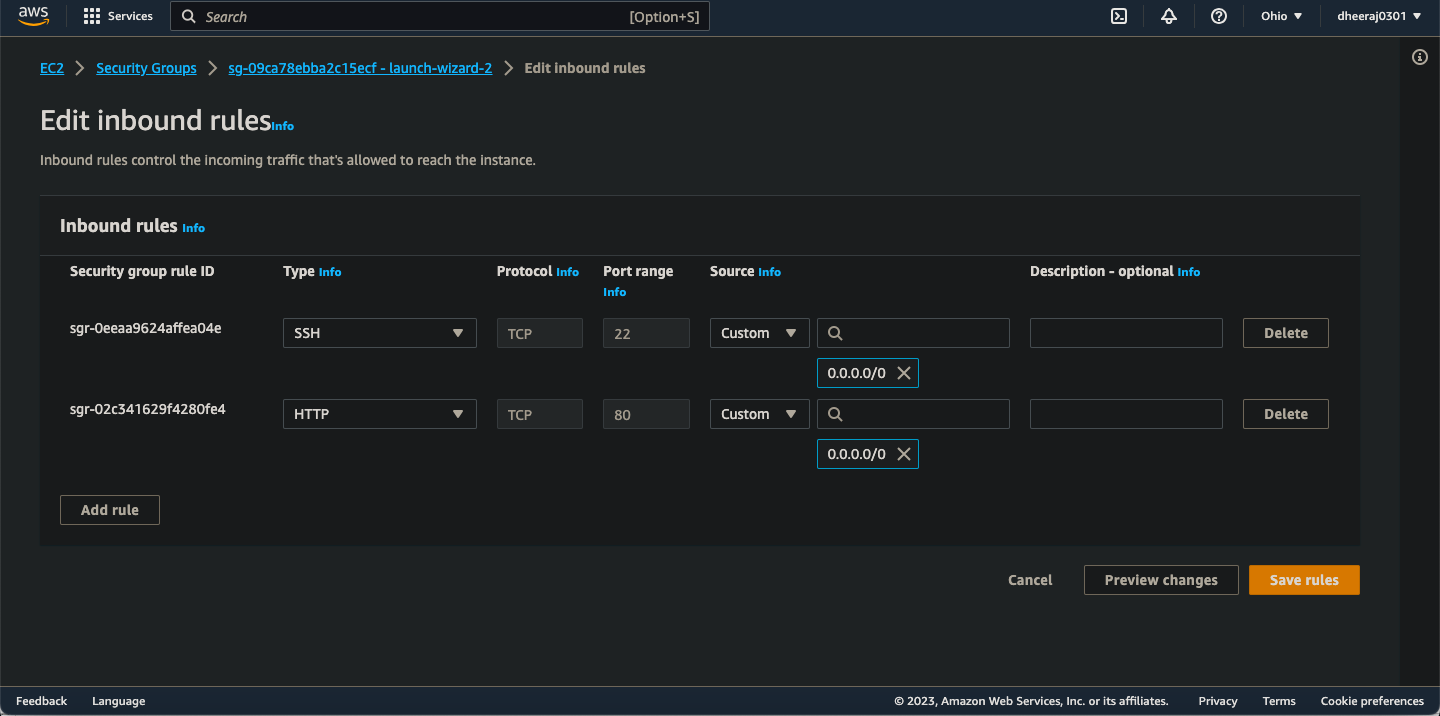 aws Services Search [Option+S] Ohio dheeraj0301
EC2 Security Groups sg-09ca78ebba2c15ecf - launch-wizard-2 Edit inbound rules
Edit inbound rules Info
Inbound rules control the incoming traffic that's allowed to reach the instance.
Inbound rules Info
Security group rule ID Type Info Protocol Info Port range Info Source Info Description - optional Info
sgr-0eeaa9624affea04e SSH TCP 22 Custom Delete
0.0.0.0/0
sgr-02c341629f4280fe4 HTTP TCP 80 Custom Delete
0.0.0.0/0
Add rule
Cancel Preview changes Save rules
Feedback Language © 2023, Amazon Web Services, Inc. or its affiliates. Privacy Terms Cookie preferences